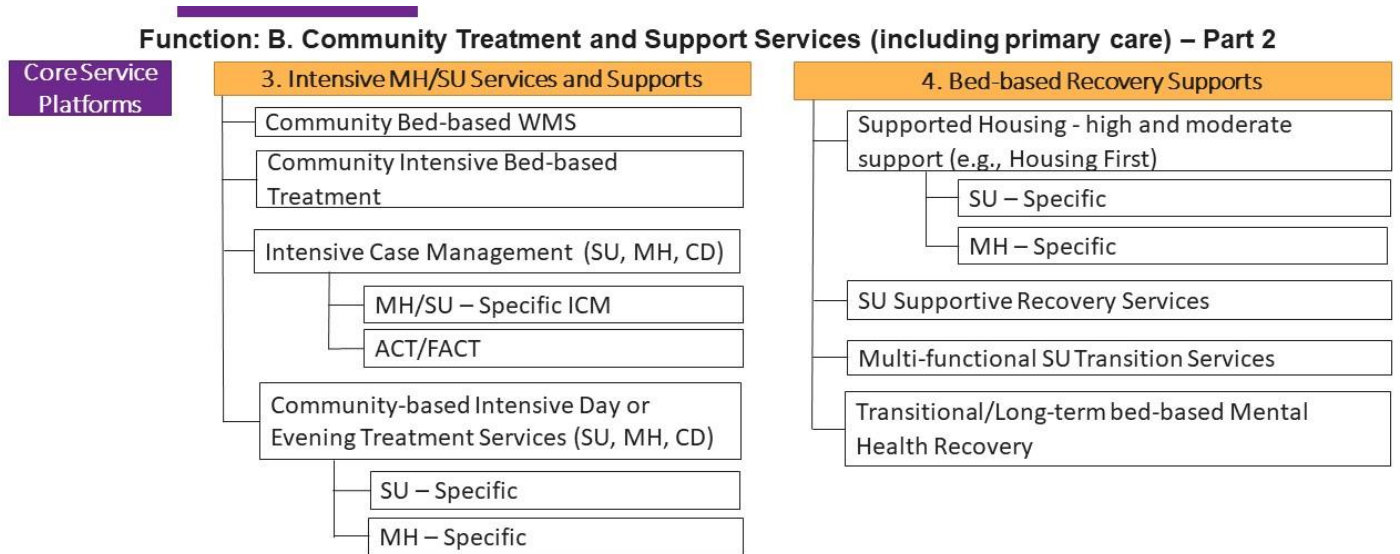 Function: B. Community Treatment and Support Services (including primary care) – Part 2
Core Service
Platforms
3. Intensive MH/SU Services and Supports
Community Bed-based WMS
Community Intensive Bed-based
Treatment
Intensive Case Management (SU, MH, CD)
MH/SU – Specific ICM
ACT/FACT
Community-based Intensive Day or
Evening Treatment Services (SU, MH, CD)
SU – Specific
MH – Specific
4. Bed-based Recovery Supports
Supported Housing - high and moderate
support (e.g., Housing First)
SU – Specific
MH – Specific
SU Supportive Recovery Services
Multi-functional SU Transition Services
Transitional/Long-term bed-based Mental
Health Recovery